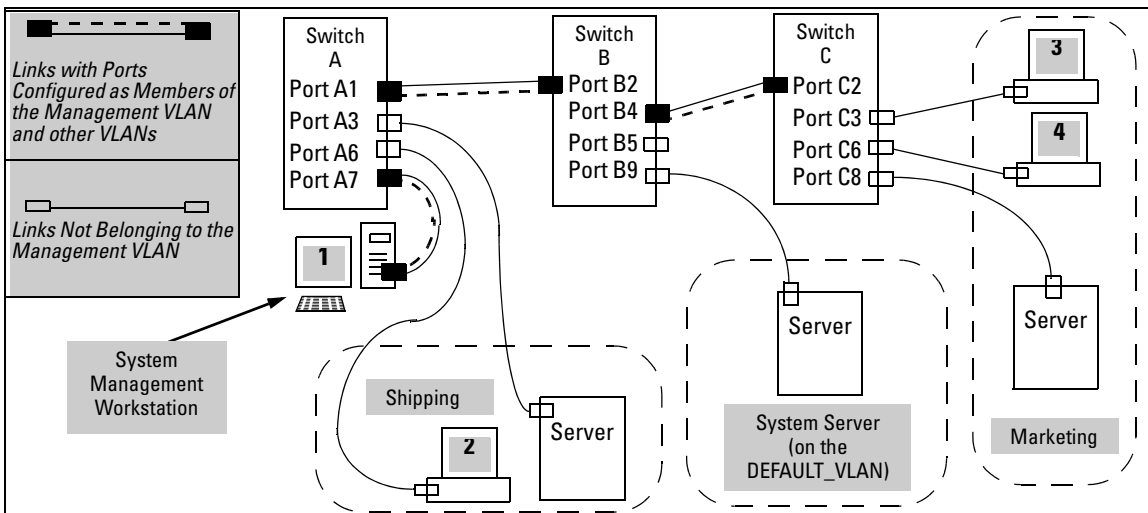 Links with Ports
Configured as Members of
the Management VLAN
and other VLANs
Links Not Belonging to the
Management VLAN
Switch
A
Port A1
Port A3
Port A6
Port A7
Switch
B
Port B2
Port B4
Port B5
Port B9
Switch
C
Port C2
Port C3
Port C6
Port C8
3
4
1
System
Management
Workstation
Shipping
2
Server
Server
System Server
(on the
DEFAULT_VLAN)
Server
Marketing